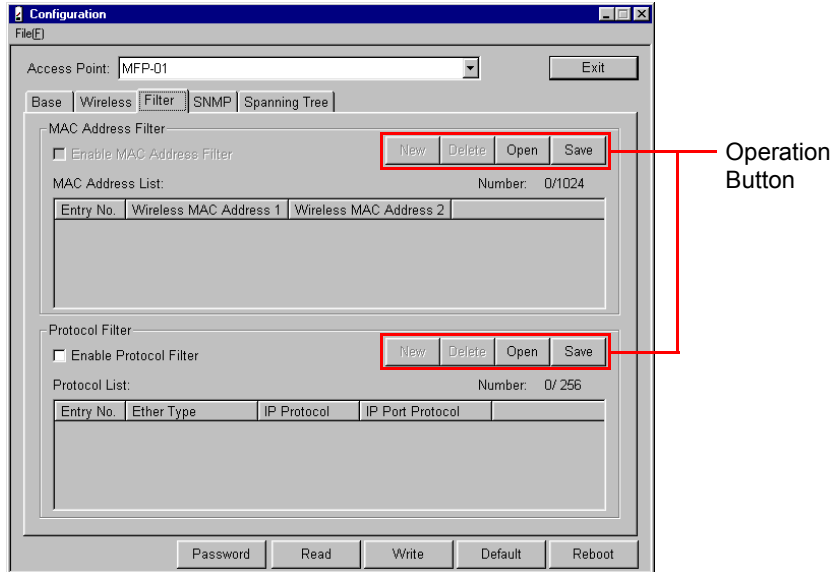 Configuration
File(F)
Access Point: MFP-01 Exit
Base Wireless Filter SNMP Spanning Tree
MAC Address Filter
Enable MAC Address Filter New Delete Open Save
MAC Address List: Number: 0/1024
Entry No. Wireless MAC Address 1 Wireless MAC Address 2
Protocol Filter
Enable Protocol Filter New Delete Open Save
Protocol List: Number: 0/ 256
Entry No. Ether Type IP Protocol IP Port Protocol
Password Read Write Default Reboot
Operation
Button